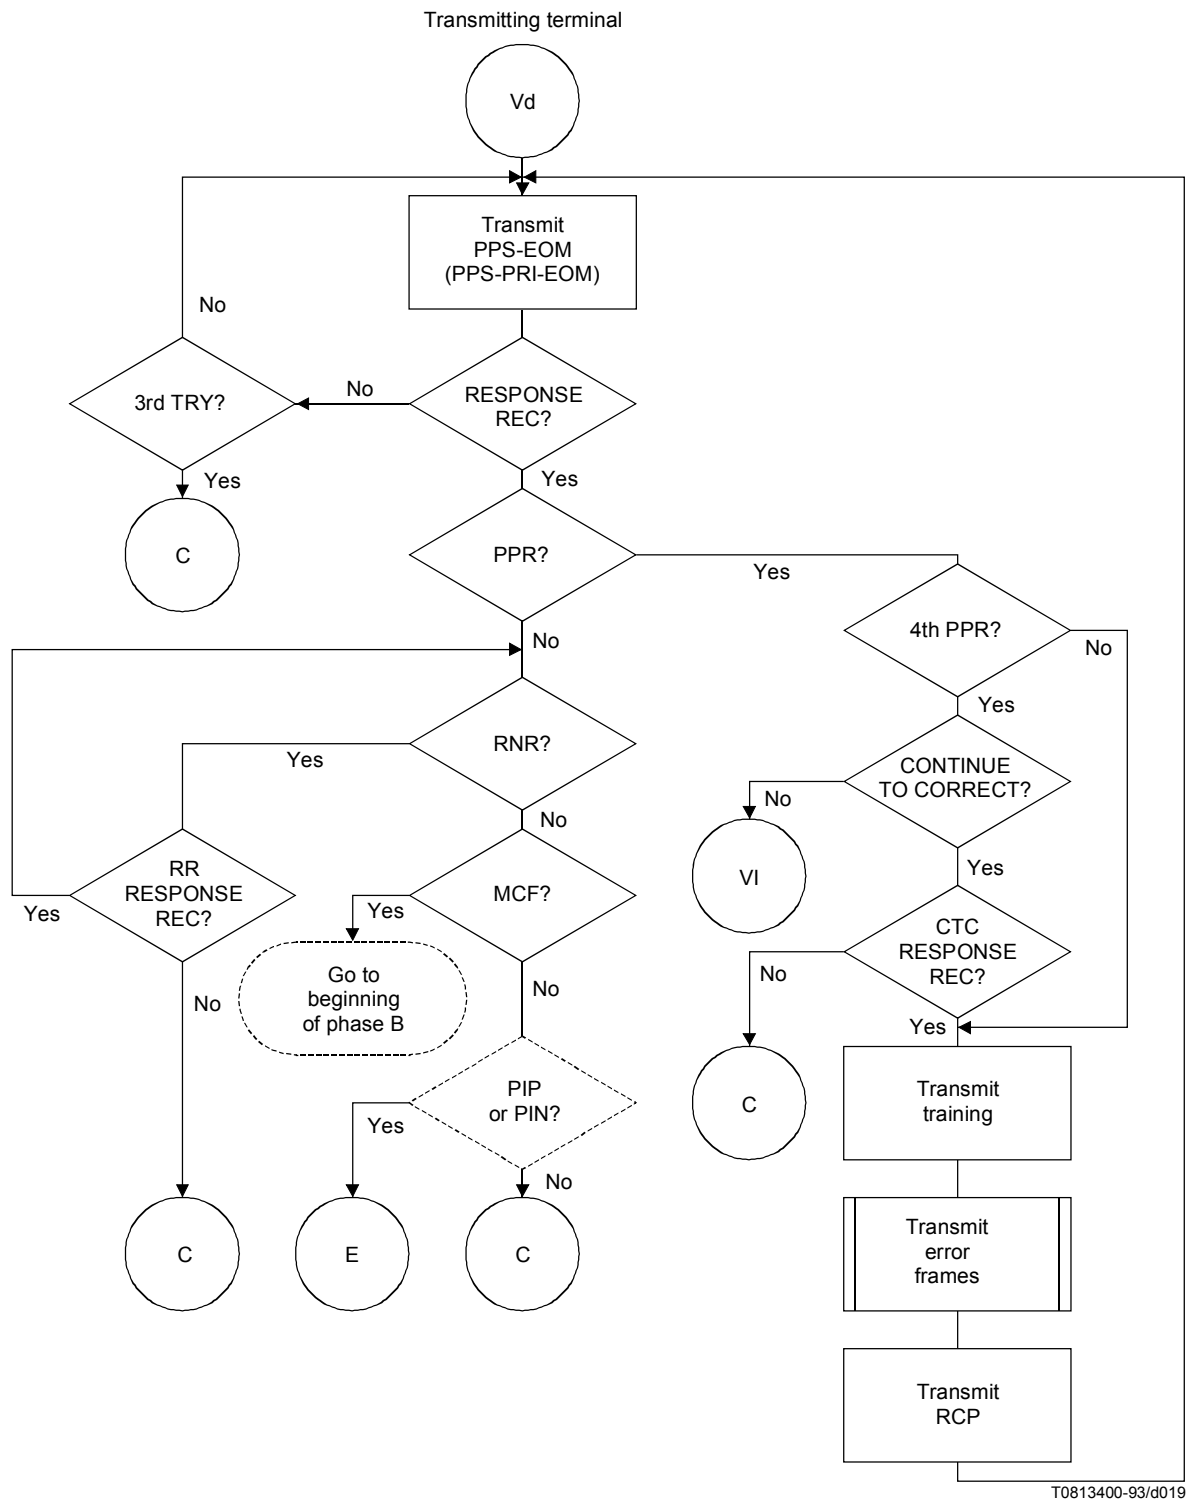 Transmitting terminal
Vd
Transmit
PPS-EOM
(PPS-PRI-EOM)
No
3rd TRY?
No
RESPONSE
REC?
Yes
Yes
C
PPR?
Yes
4th PPR?
No
No
Yes
RNR?
Yes
CONTINUE
TO CORRECT?
No
No
VI
Yes
RR
RESPONSE
REC?
Yes
MCF?
Yes
CTC
RESPONSE
REC?
No
Go to
beginning
of phase B
No
No
Yes
PIP
or PIN?
Yes
No
C
Transmit
training
C
E
C
Transmit
error
frames
Transmit
RCP
T0813400-93/d019